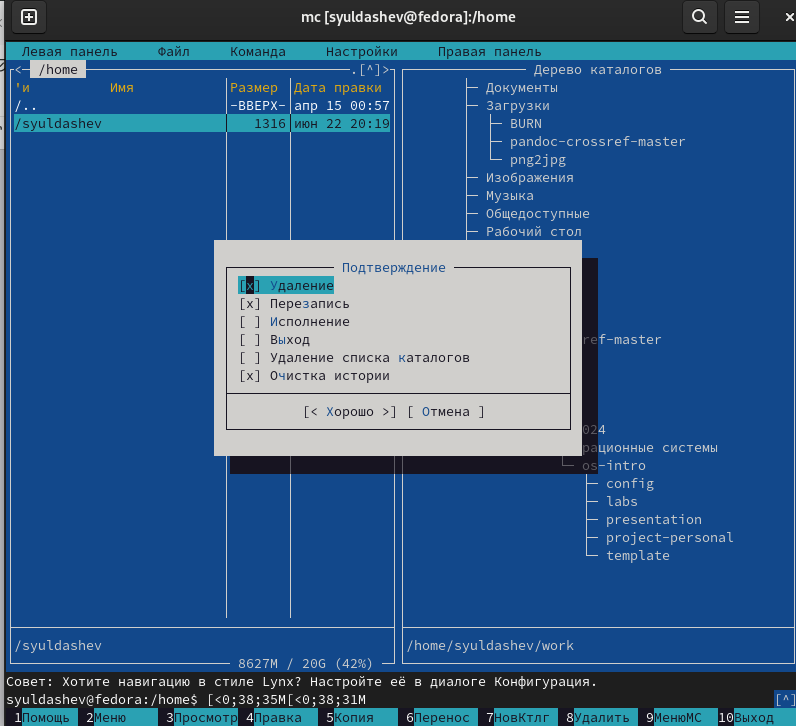 mc [syuldashev@fedora]:/home
Левая панель Файл Команда Настройки Правая панель
<─ /home .[^]>
'и Имя Размер Дата правки
/.. -ВВЕРХ- апр 15 00:57
/syuldashev 1316 июн 22 20:19
Дерево каталогов
Документы
Загрузки
BURN
pandoc-crossref-master
png2jpg
Изображения
Музыка
Общедоступные
Рабочий стол
ref-master
024
рационные системы
os-intro
config
labs
presentation
project-personal
template
Подтверждение
[x] Удаление
[x] Перезапись
[ ] Исполнение
[ ] Выход
[ ] Удаление списка каталогов
[x] Очистка истории
[< Хорошо >] [ Отмена ]
/syuldashev
8627M / 20G (42%)
/home/syuldashev/work
Совет: Хотите навигацию в стиле Lynx? Настройте её в диалоге Конфигурация.
syuldashev@fedora:/home$ [<0;38;35M[<0;38;31M [^]
1Помощь 2Меню 3Просмотр 4Правка 5Копия 6Перенос 7НовКтлг 8Удалить 9МенюMC 10Выход